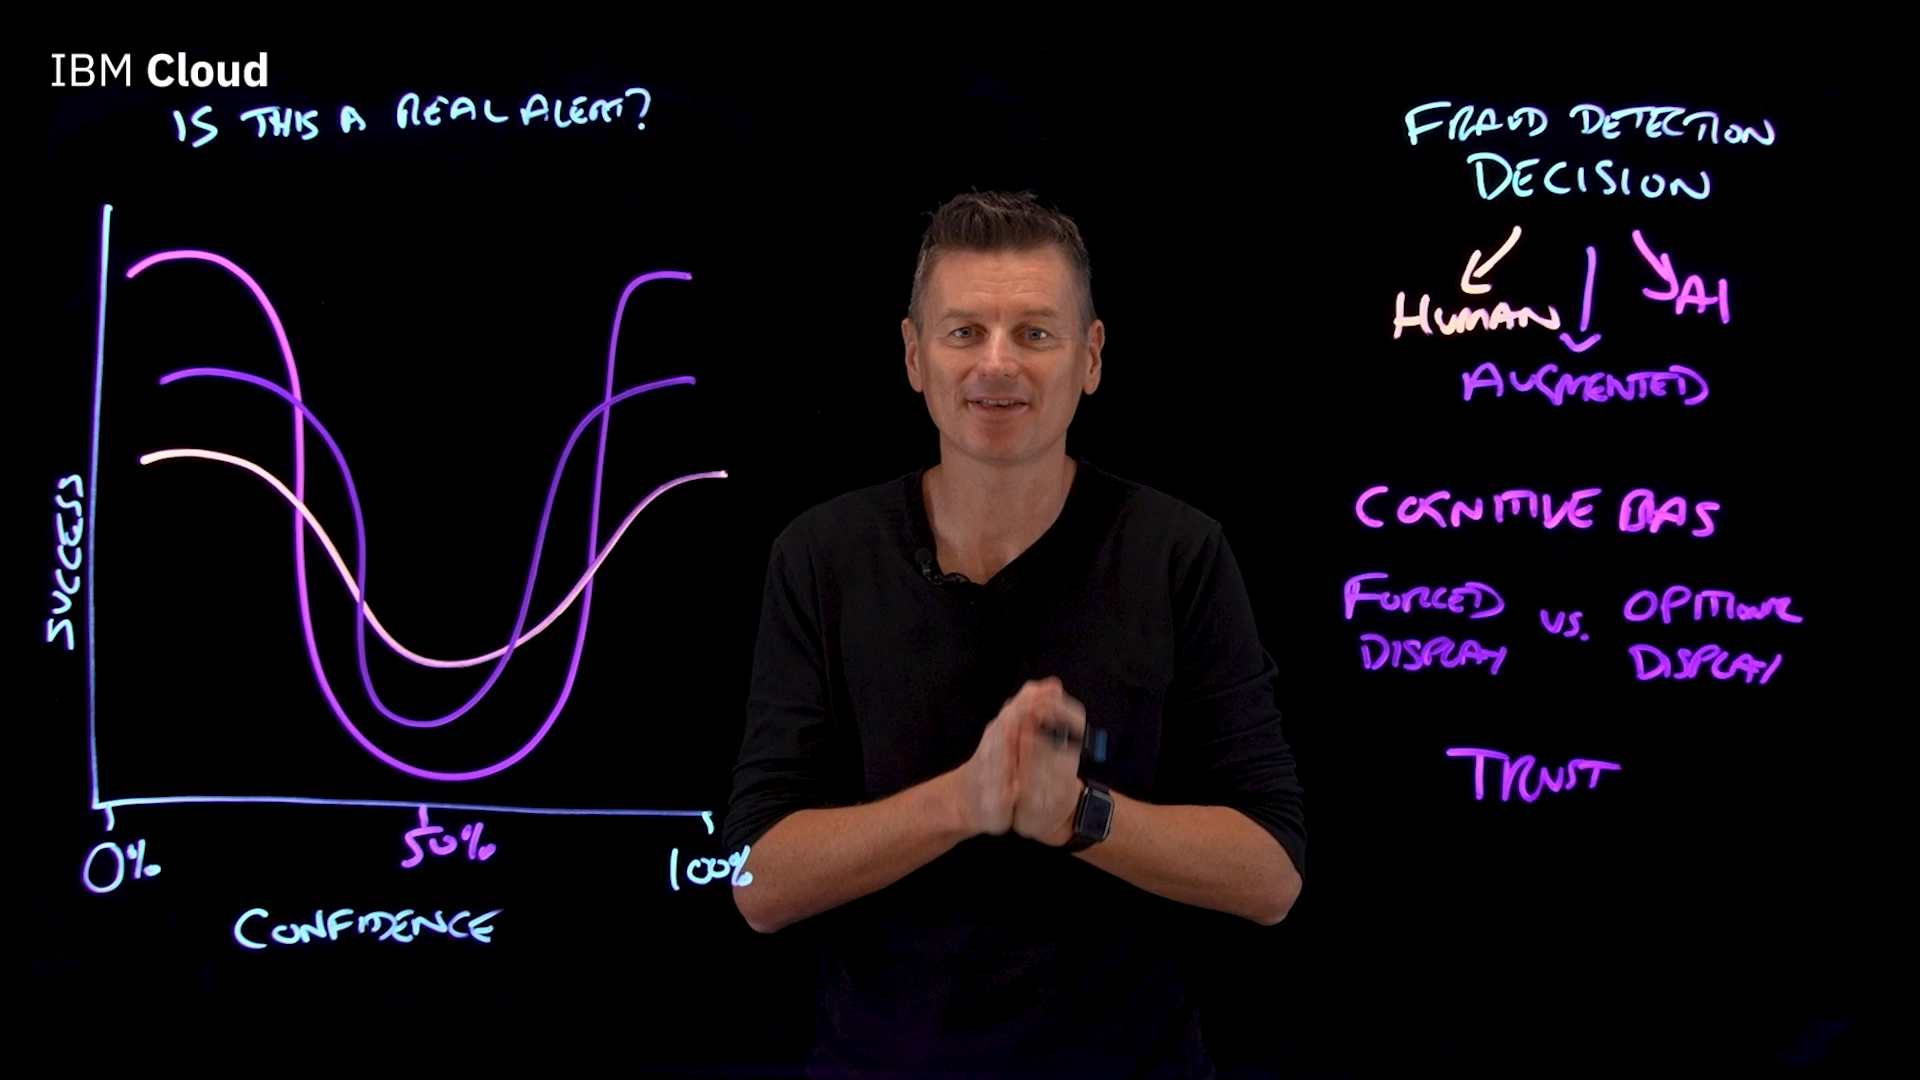 IBM Cloud
IS THIS A REAL ALERT?
SUCCESS
0%
50%
100%
CONFIDENCE
FRAUD DETECTION
DECISION
HUMAN
AI
AUGMENTED
COGNITIVE BIAS
FORCED
DISPLAY
VS.
OPTIONAL
DISPLAY
TRUST